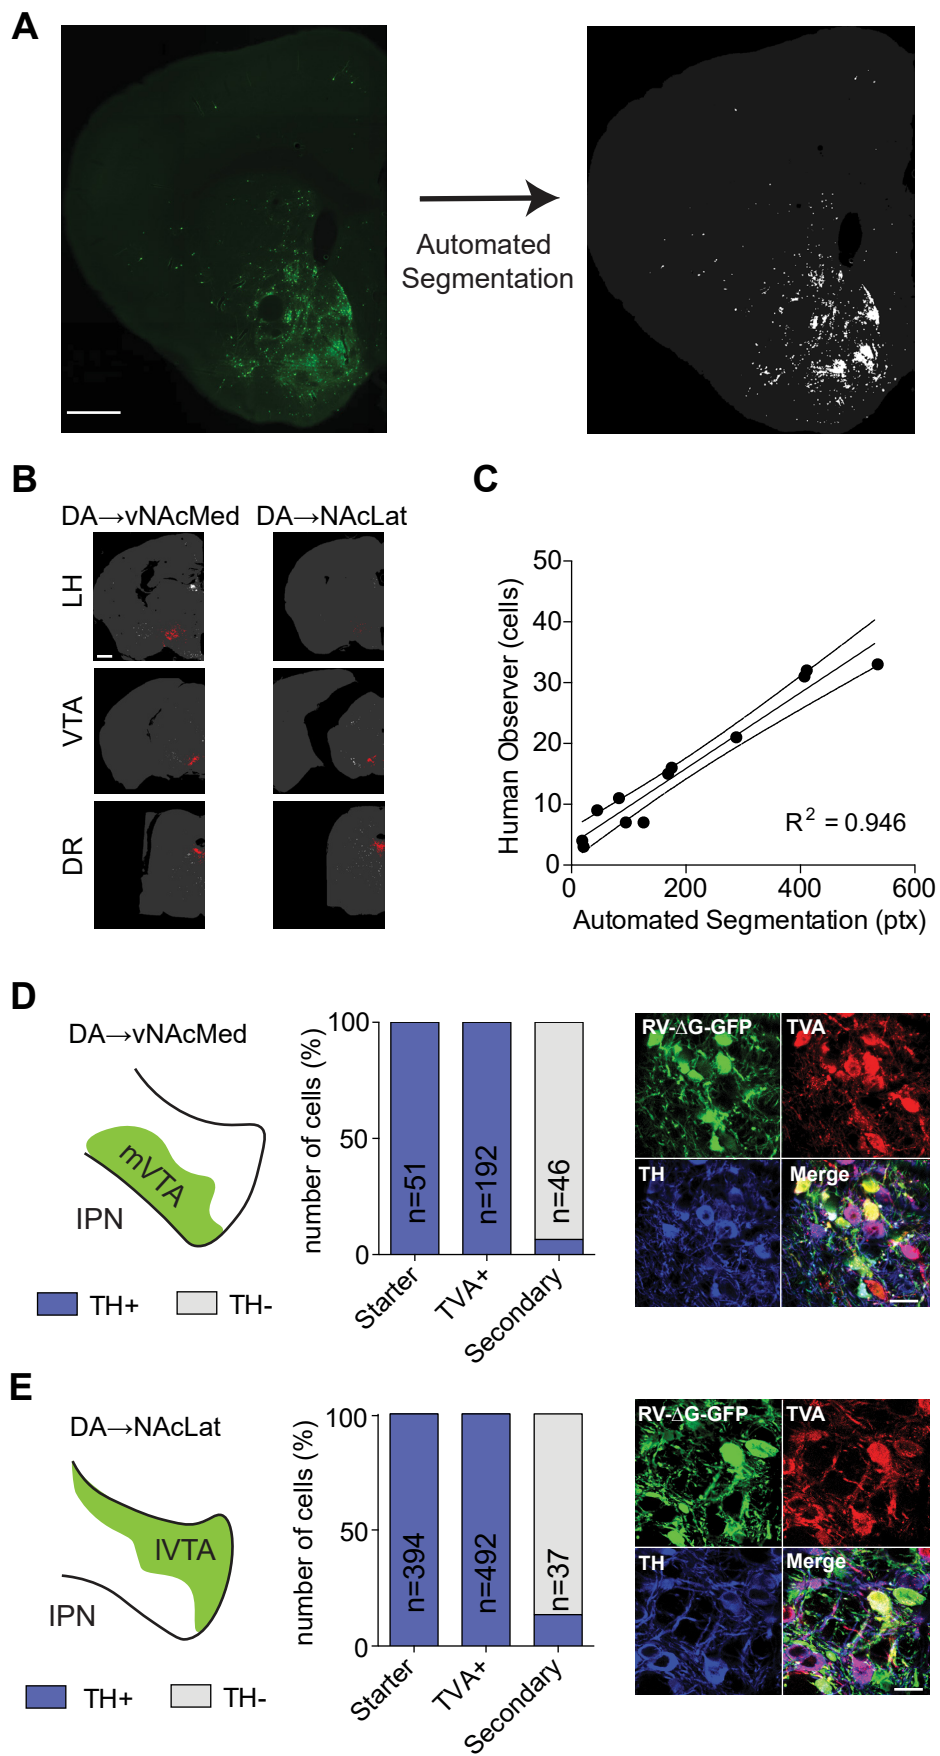 A
Automated
Segmentation
B
DA→vNAcMed
DA→NAcLat
LH
VTA
DR
C
Human Observer (cells)
50
40
30
20
10
0
0
200
400
600
R² = 0.946
Automated Segmentation (ptx)
D
DA→vNAcMed
mVTA
IPN
TH+
TH-
number of cells (%)
100
50
0
n=51
n=192
n=46
Starter
TVA+
Secondary
RV-ΔG-GFP
TVA
TH
Merge
E
DA→NAcLat
lVTA
IPN
TH+
TH-
number of cells (%)
100
50
0
n=394
n=492
n=37
Starter
TVA+
Secondary
RV-ΔG-GFP
TVA
TH
Merge